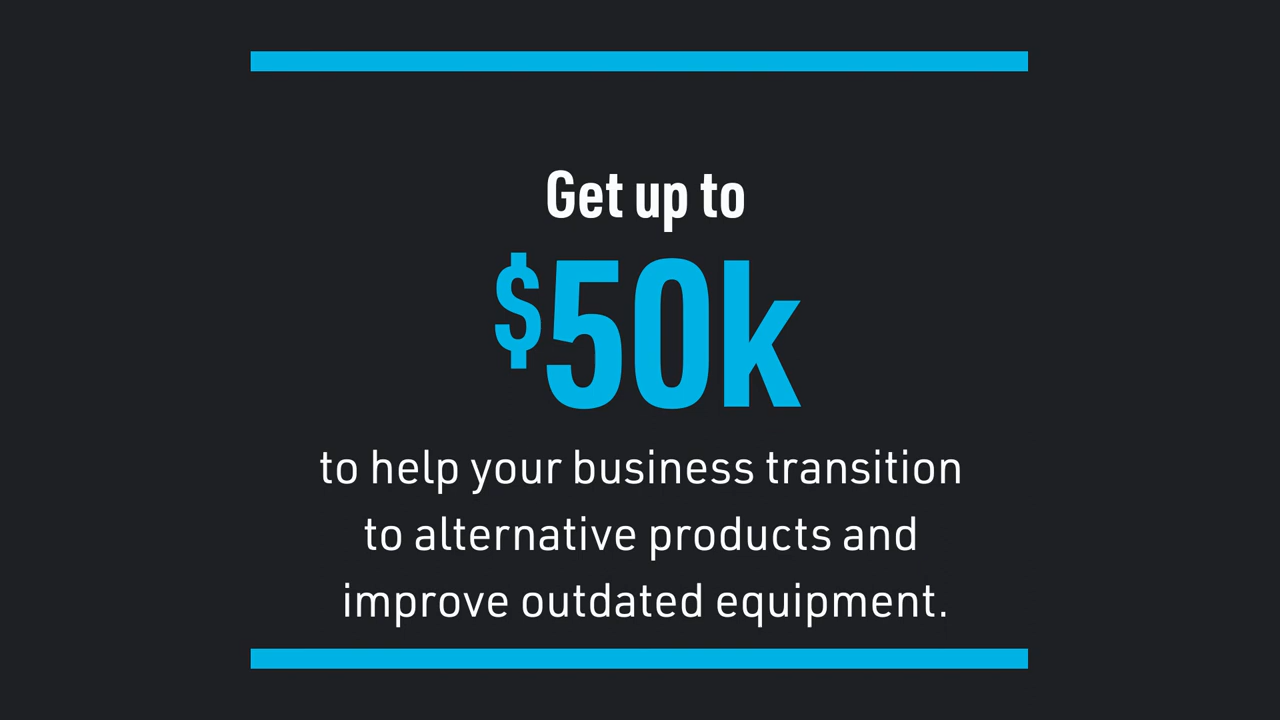 Get up to
$50k
to help your business transition
to alternative products and
improve outdated equipment.